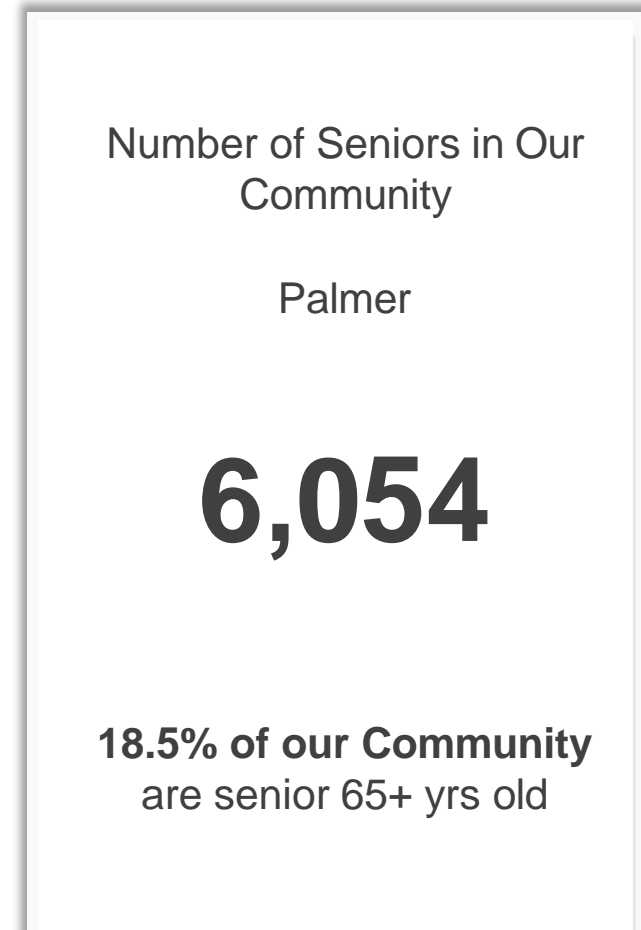 Number of Seniors in Our
Community
Palmer
6,054
18.5% of our Community
are senior 65+ yrs old